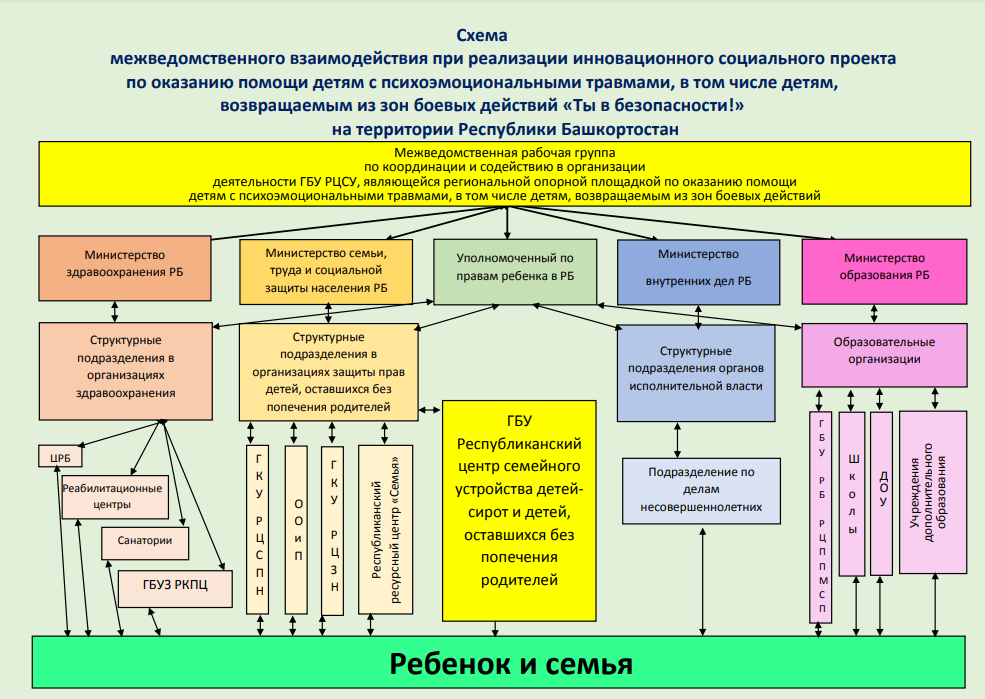 Схема
межведомственного взаимодействия при реализации инновационного социального проекта
по оказанию помощи детям с психоэмоциональными травмами, в том числе детям,
возвращаемым из зон боевых действий «Ты в безопасности!»
на территории Республики Башкортостан
Межведомственная рабочая группа
по координации и содействию в организации
деятельности ГБУ РЦСУ, являющейся региональной опорной площадкой по оказанию помощи
детям с психоэмоциональными травмами, в том числе детям, возвращаемым из зон боевых действий
Министерство
здравоохранения РБ
Министерство семьи,
труда и социальной
защиты населения РБ
Уполномоченный по
правам ребенка в РБ
Министерство
внутренних дел РБ
Министерство
образования РБ
Структурные
подразделения в
организациях
здравоохранения
Структурные
подразделения в
организациях защиты прав
детей, оставшихся без
попечения родителей
Структурные
подразделения органов
исполнительной власти
Образовательные
организации
ЦРБ
Реабилитационные
центры
Санатории
ГБУЗ РКПЦ
ГКУ РЦСПН
ООиП
ГКУ РЦЗН
Республиканский
ресурсный центр «Семья»
ГБУ
Республиканский
центр семейного
устройства детей-
сирот и детей,
оставшихся без
попечения
родителей
Подразделение по
делам
несовершеннолетних
ГБУ РБ РЦППМСП
Школы
ДОУ
Учреждения
дополнительного
образования
Ребенок и семья